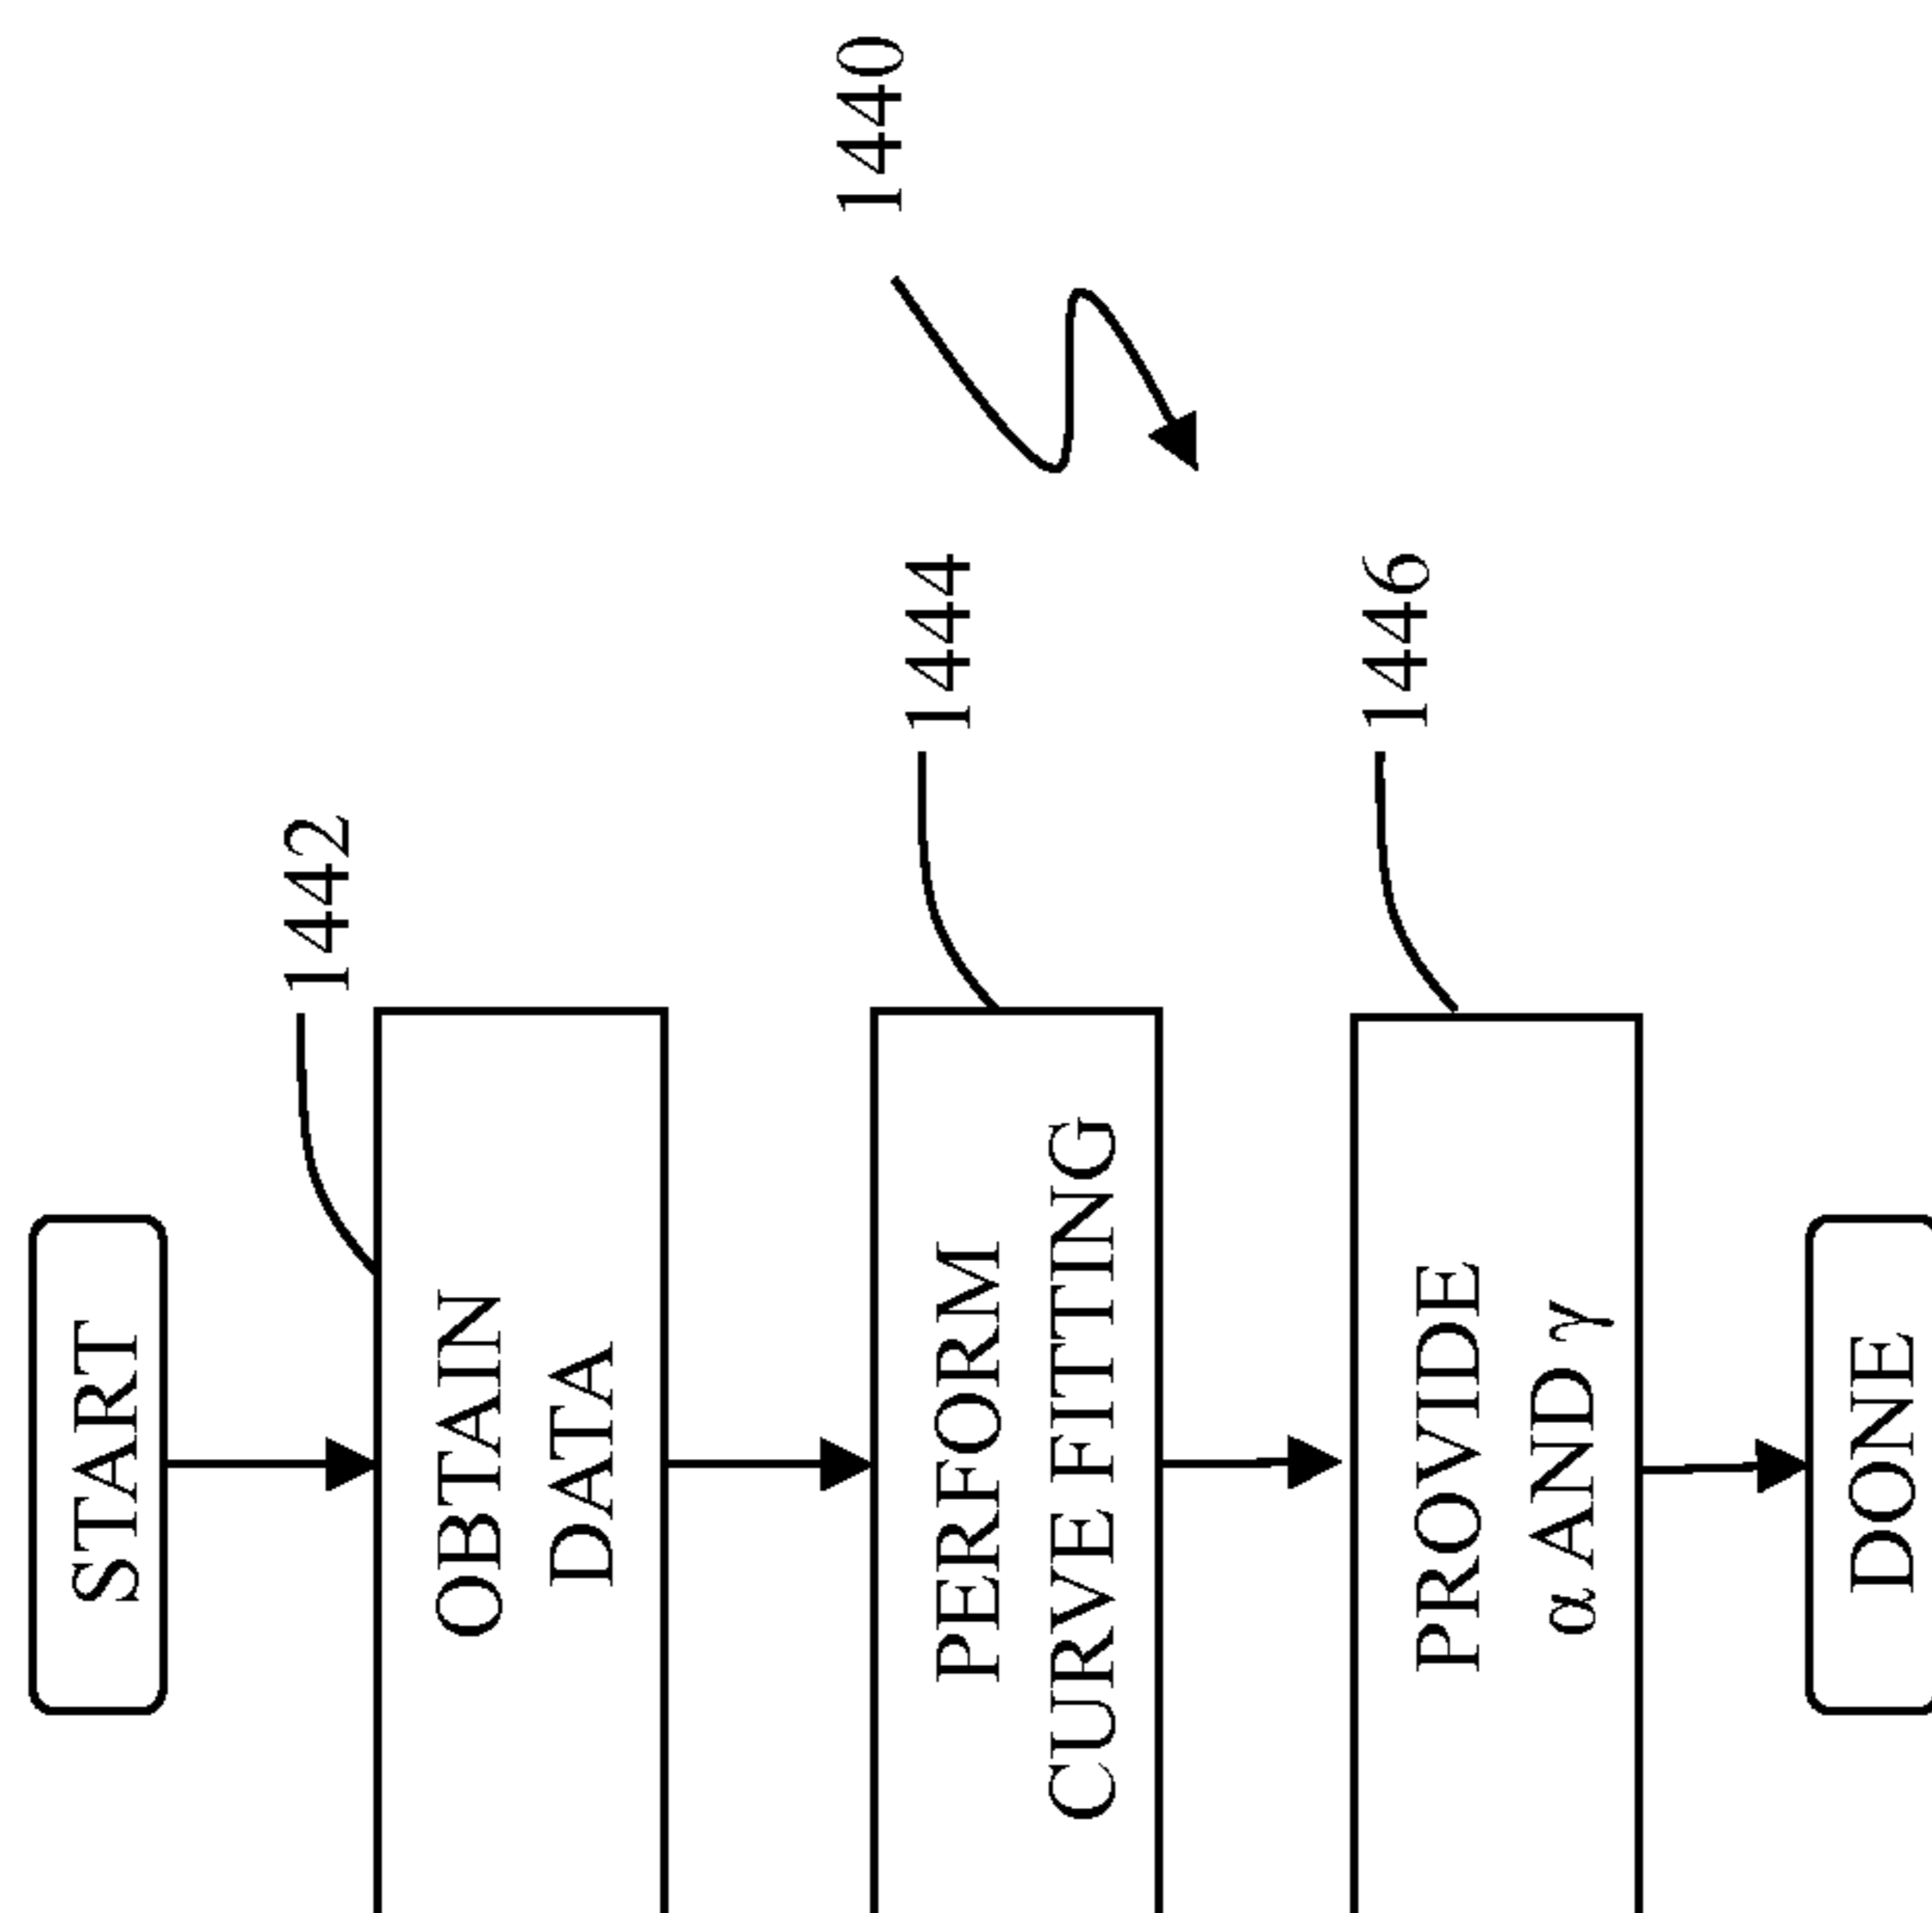 START
1442
OBTAIN
DATA
1440
1444
PERFORM
CURVE FITTING
1446
PROVIDE
α AND γ
DONE